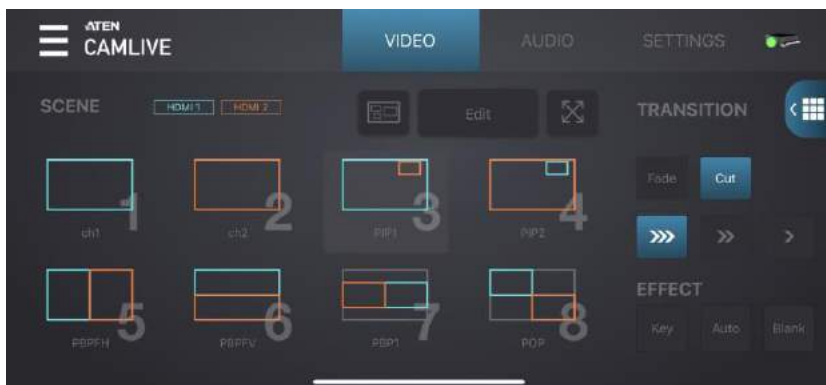 ATEN
CAMLIVE
VIDEO
AUDIO
SETTINGS
SCENE
HDMI 1
HDMI 2
Edit
TRANSITION
Fade
Cut
1
ch1
2
ch2
3
PIP1
4
PIP2
5
PBPFH
6
PBPFV
7
PBP1
8
POP
EFFECT
Key
Auto
Blank